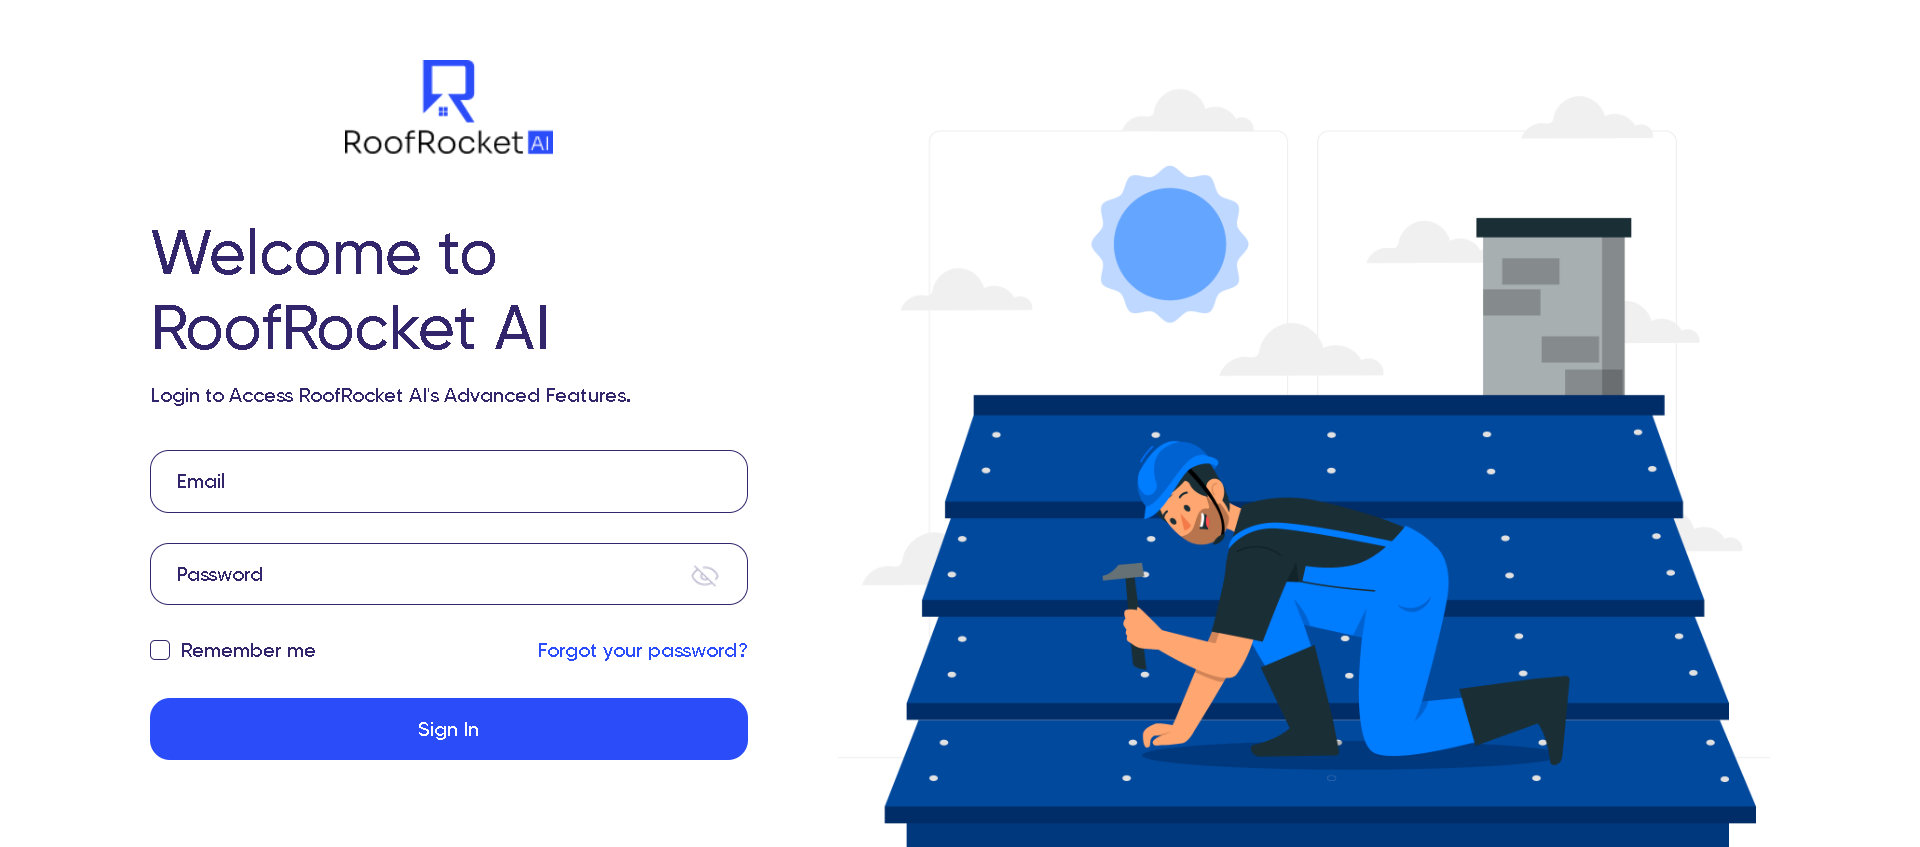 RoofRocket AI
Welcome to
RoofRocket AI
Login to Access RoofRocket AI's Advanced Features.
Email
Password
Remember me
Forgot your password?
Sign In